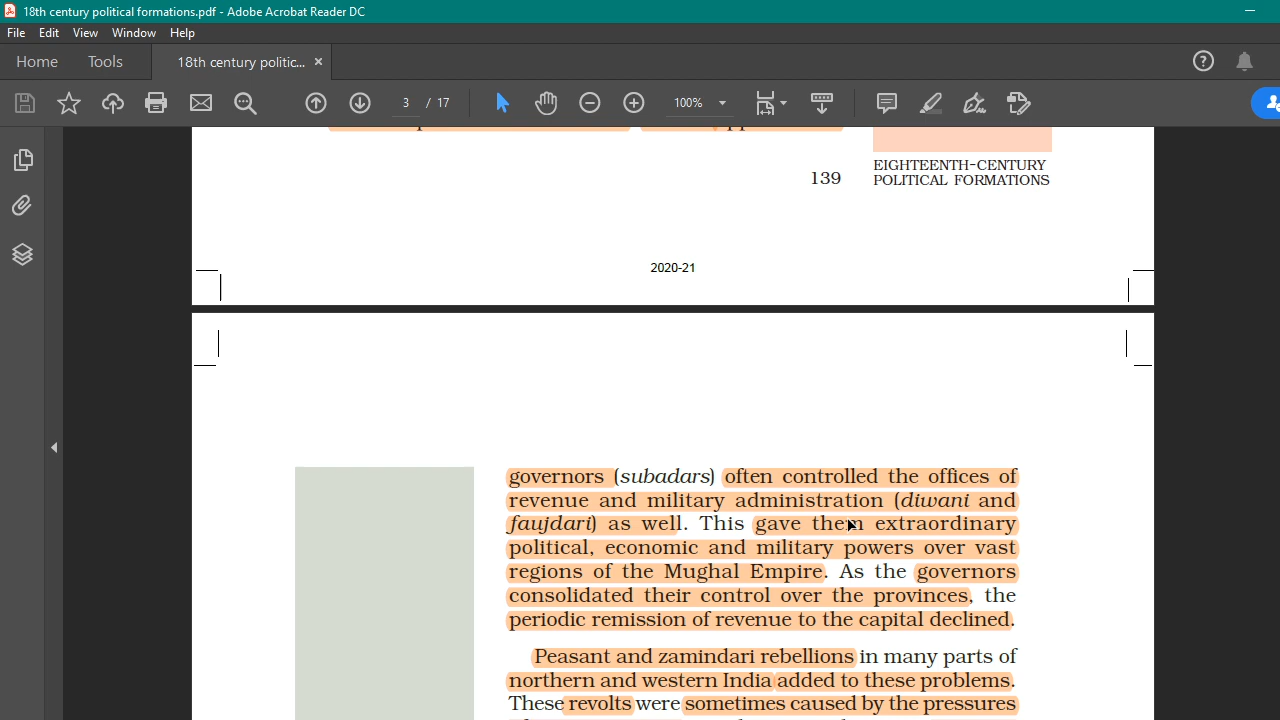 18th century political formations.pdf - Adobe Acrobat Reader DC
File Edit View Window Help
Home Tools 18th century politic... ×
3 / 17 100%
139
EIGHTEENTH-CENTURY
POLITICAL FORMATIONS
2020-21
governors (subadars) often controlled the offices of
revenue and military administration (diwani and
faujdari) as well. This gave them extraordinary
political, economic and military powers over vast
regions of the Mughal Empire. As the governors
consolidated their control over the provinces, the
periodic remission of revenue to the capital declined.
Peasant and zamindari rebellions in many parts of
northern and western India added to these problems.
These revolts were sometimes caused by the pressures